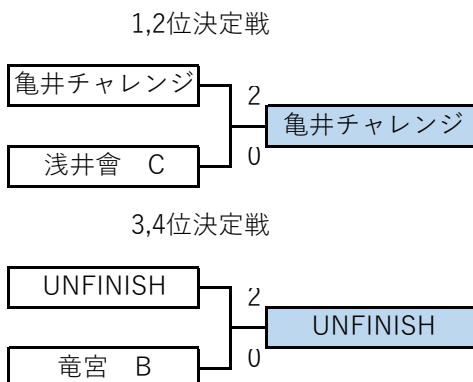 1,2位決定戦
亀井チャレンジ
2
亀井チャレンジ
0
浅井會　C
3,4位決定戦
UNFINISH
2
UNFINISH
0
竜宮　B